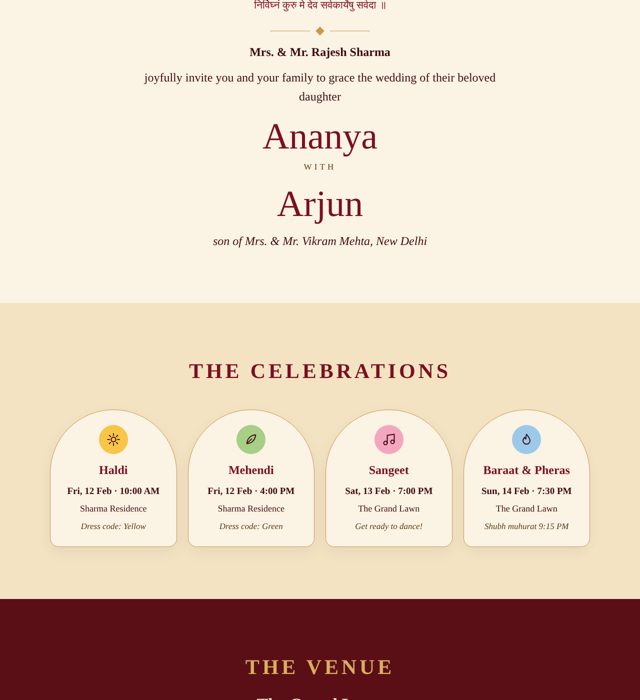 निर्विघ्नं कुरु मे देव सर्वकार्येषु सर्वदा ॥
Mrs. & Mr. Rajesh Sharma
joyfully invite you and your family to grace the wedding of their beloved
daughter
Ananya
WITH
Arjun
son of Mrs. & Mr. Vikram Mehta, New Delhi
THE CELEBRATIONS
Haldi
Fri, 12 Feb · 10:00 AM
Sharma Residence
Dress code: Yellow
Mehendi
Fri, 12 Feb · 4:00 PM
Sharma Residence
Dress code: Green
Sangeet
Sat, 13 Feb · 7:00 PM
The Grand Lawn
Get ready to dance!
Baraat & Pheras
Sun, 14 Feb · 7:30 PM
The Grand Lawn
Shubh muhurat 9:15 PM
THE VENUE